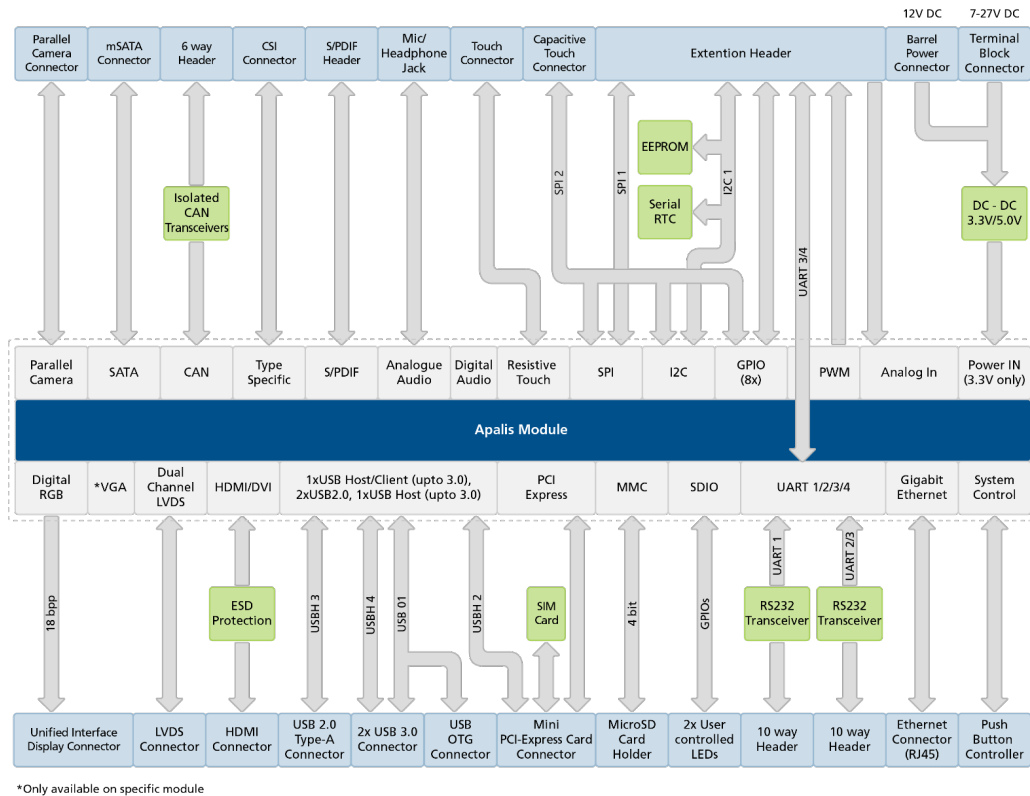 12V DC
7-27V DC
Parallel
Camera
Connector
mSATA
Connector
6 way
Header
CSI
Connector
S/PDIF
Header
Mic/
Headphone
Jack
Touch
Connector
Capacitive
Touch
Connector
Extention Header
Barrel
Power
Connector
Terminal
Block
Connector
EEPROM
Serial
RTC
Isolated
CAN
Transceivers
SPI 2
SPI 1
I2C 1
UART 3/4
DC - DC
3.3V/5.0V
Parallel
Camera
SATA
CAN
Type
Specific
S/PDIF
Analogue
Audio
Digital
Audio
Resistive
Touch
SPI
I2C
GPIO
(8x)
PWM
Analog In
Power IN
(3.3V only)
Apalis Module
Digital
RGB
*VGA
Dual
Channel
LVDS
HDMI/DVI
1xUSB Host/Client (upto 3.0),
2xUSB2.0, 1xUSB Host (upto 3.0)
PCI
Express
MMC
SDIO
UART 1/2/3/4
Gigabit
Ethernet
System
Control
18 bpp
ESD
Protection
USBH 3
USBH 4
USB 01
USBH 2
SIM
Card
4 bit
GPIOs
UART 1
UART 2/3
RS232
Transceiver
RS232
Transceiver
Unified Interface
Display Connector
LVDS
Connector
HDMI
Connector
USB 2.0
Type-A
Connector
2x USB 3.0
Connector
USB
OTG
Connector
Mini
PCI-Express Card
Connector
MicroSD
Card
Holder
2x User
controlled
LEDs
10 way
Header
10 way
Header
Ethernet
Connector
(RJ45)
Push
Button
Controller
*Only available on specific module